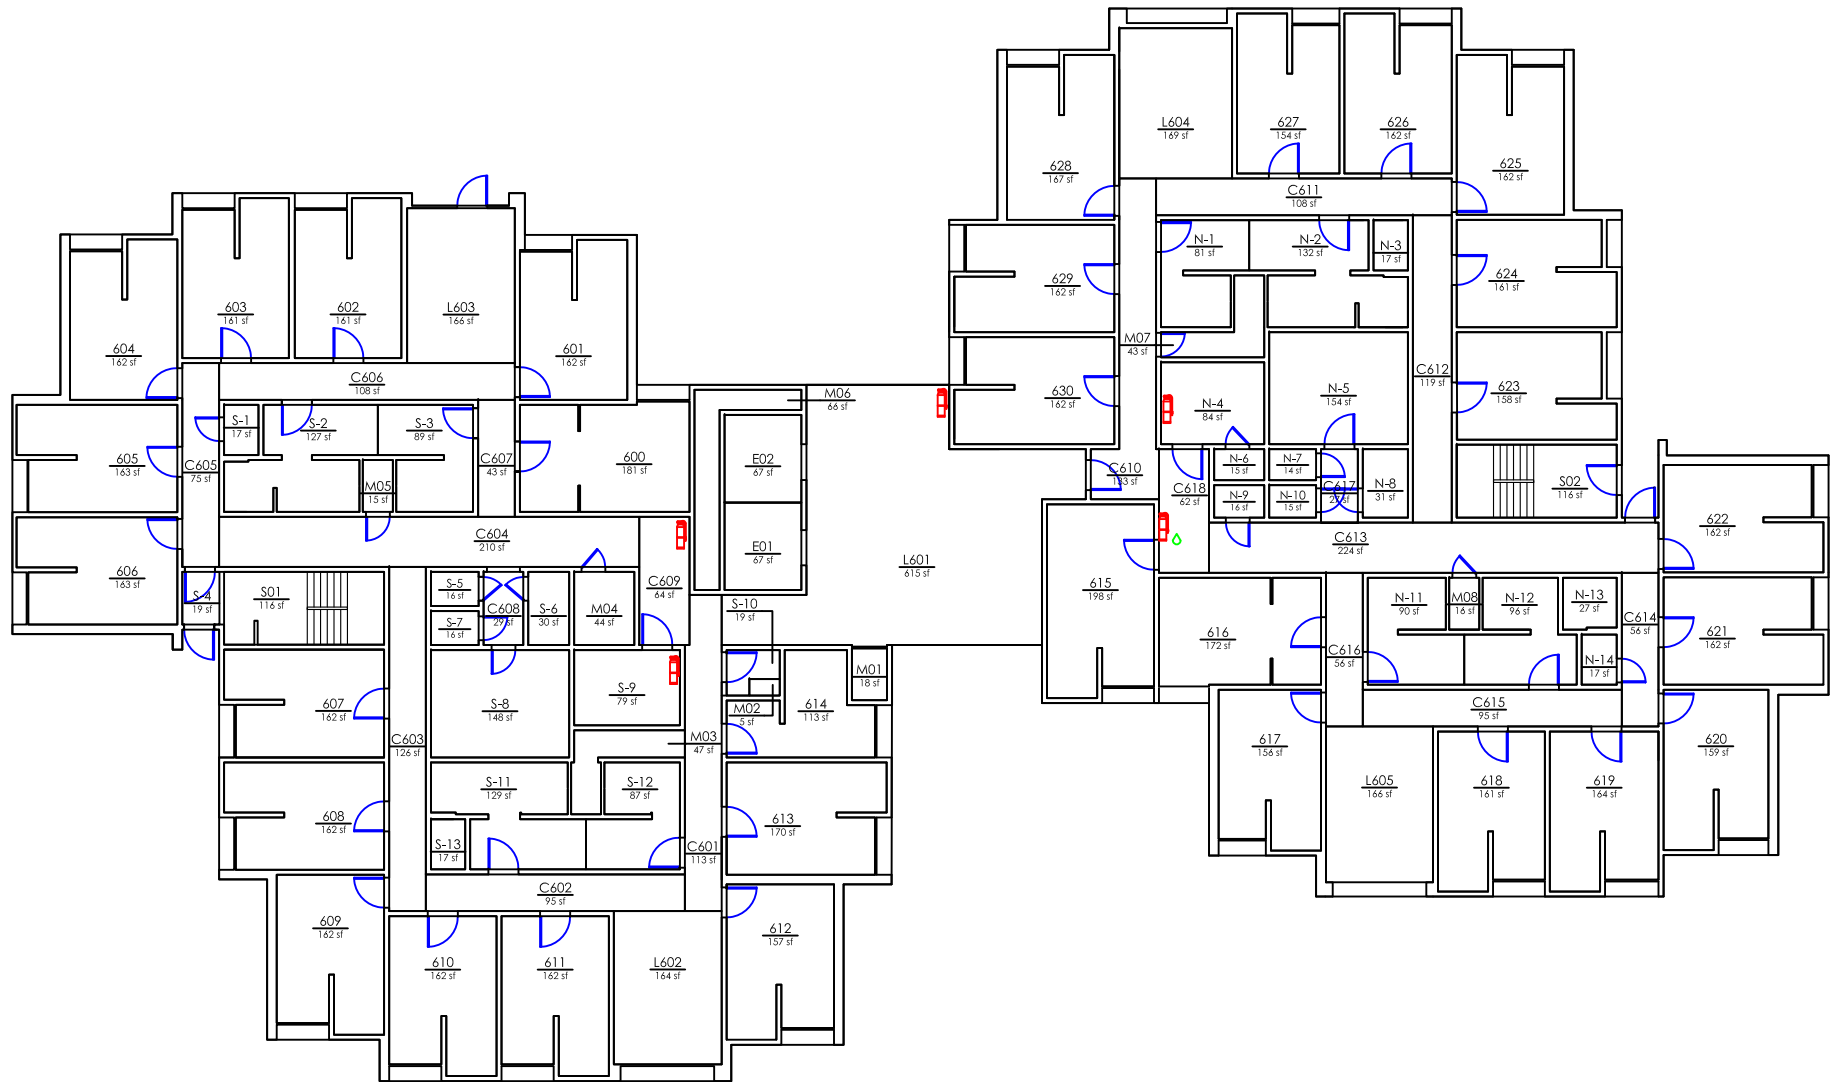 L604
169 sf
627
154 sf
626
162 sf
628
167 sf
625
162 sf
C611
108 sf
N-1
81 sf
N-2
132 sf
N-3
17 sf
629
162 sf
624
161 sf
603
161 sf
602
161 sf
L603
166 sf
604
162 sf
601
162 sf
M07
43 sf
C606
108 sf
C612
119 sf
N-5
154 sf
623
158 sf
M06
66 sf
630
162 sf
N-4
84 sf
S-1
17 sf
S-2
127 sf
S-3
89 sf
605
163 sf
C605
75 sf
C607
43 sf
600
181 sf
E02
67 sf
M05
15 sf
C610
133 sf
N-6
15 sf
N-7
14 sf
C618
62 sf
C617
27 sf
N-8
31 sf
S02
116 sf
N-9
16 sf
N-10
15 sf
622
162 sf
C604
210 sf
E01
67 sf
L601
615 sf
C613
224 sf
606
163 sf
S-4
19 sf
S01
116 sf
S-5
16 sf
C608
29 sf
S-6
30 sf
M04
44 sf
C609
64 sf
S-7
16 sf
S-10
19 sf
615
198 sf
N-11
90 sf
M08
16 sf
N-12
96 sf
N-13
27 sf
C614
56 sf
616
172 sf
621
162 sf
C616
56 sf
N-14
17 sf
M01
18 sf
607
162 sf
S-8
148 sf
S-9
79 sf
M02
5 sf
614
113 sf
C615
95 sf
C603
126 sf
M03
47 sf
617
156 sf
620
159 sf
S-11
129 sf
S-12
87 sf
L605
166 sf
618
161 sf
619
164 sf
608
162 sf
613
170 sf
S-13
17 sf
C601
113 sf
C602
95 sf
609
162 sf
612
157 sf
610
162 sf
611
162 sf
L602
164 sf